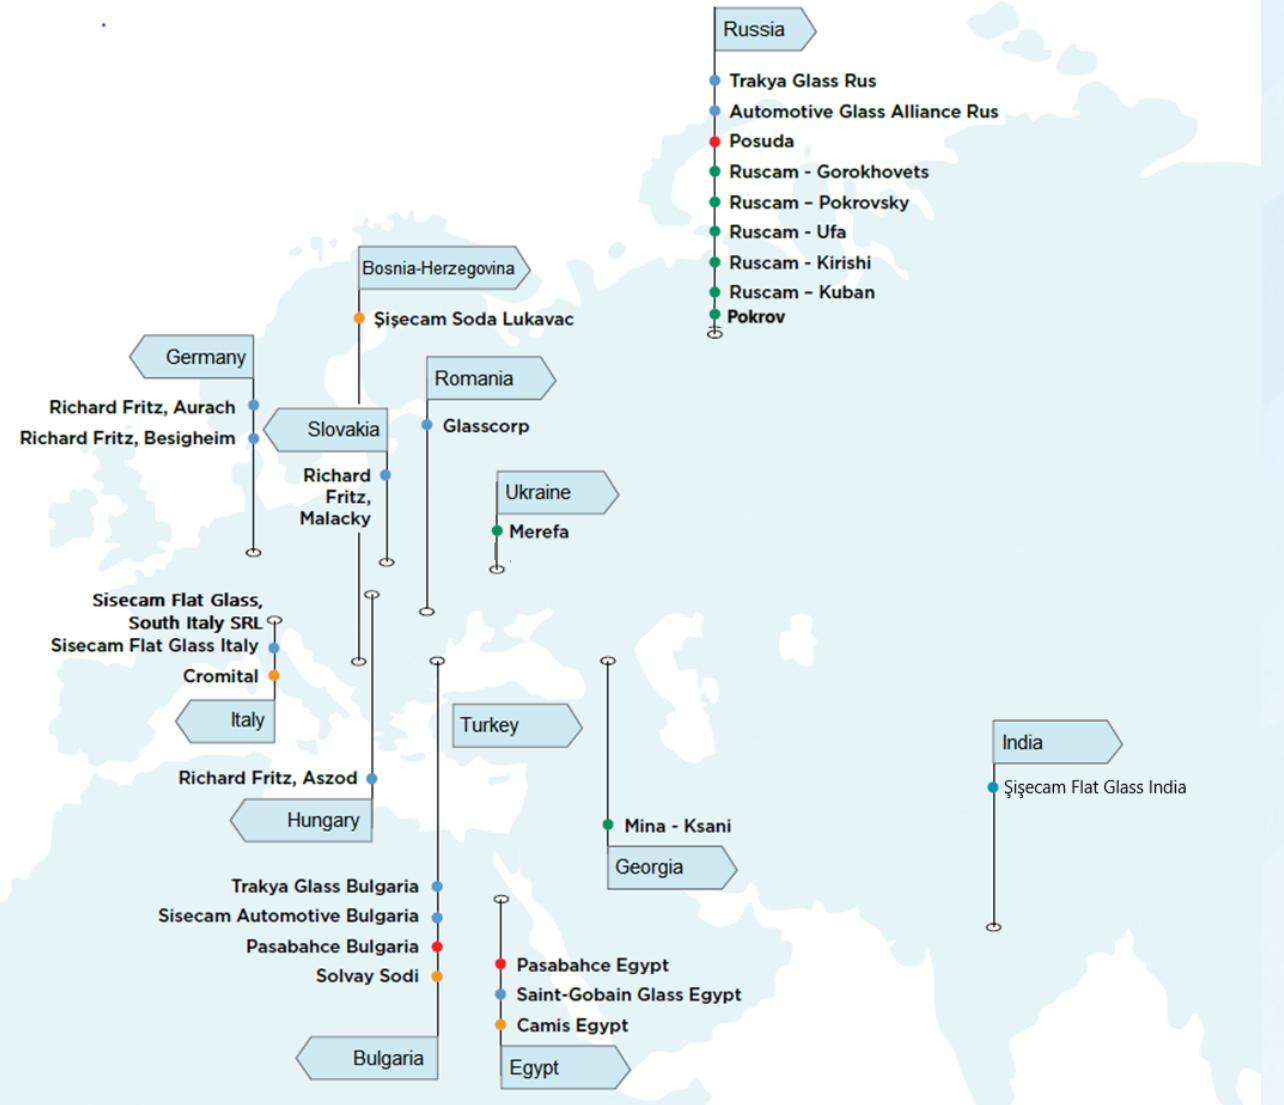 Russia
Trakya Glass Rus
Automotive Glass Alliance Rus
Posuda
Ruscam - Gorokhovets
Ruscam – Pokrovsky
Ruscam - Ufa
Ruscam - Kirishi
Ruscam – Kuban
Pokrov
Bosnia-Herzegovina
Şişecam Soda Lukavac
Germany
Richard Fritz, Aurach
Richard Fritz, Besigheim
Slovakia
Richard
Fritz,
Malacky
Romania
Glasscorp
Ukraine
Merefa
Sisecam Flat Glass,
South Italy SRL
Sisecam Flat Glass Italy
Cromital
Italy
Turkey
India
Şişecam Flat Glass India
Richard Fritz, Aszod
Hungary
Mina - Ksani
Georgia
Trakya Glass Bulgaria
Sisecam Automotive Bulgaria
Pasabahce Bulgaria
Solvay Sodi
Bulgaria
Pasabahce Egypt
Saint-Gobain Glass Egypt
Camis Egypt
Egypt